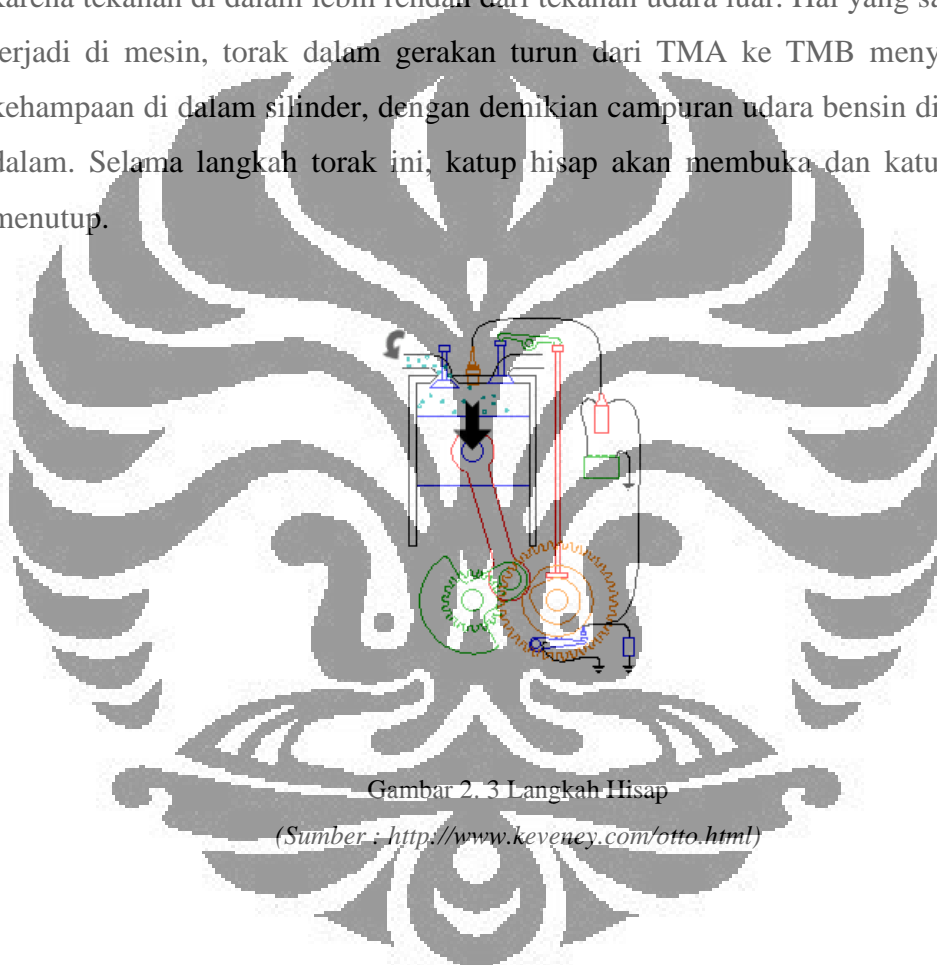 karena tekanan di dalam lebih rendah dari tekanan udara luar. Hal yang sa
terjadi di mesin, torak dalam gerakan turun dari TMA ke TMB meny
kehampaan di dalam silinder, dengan demikian campuran udara bensin di
dalam. Selama langkah torak ini, katup hisap akan membuka dan katu
menutup.
Gambar 2. 3 Langkah Hisap
(Sumber : http://www.keveney.com/otto.html)